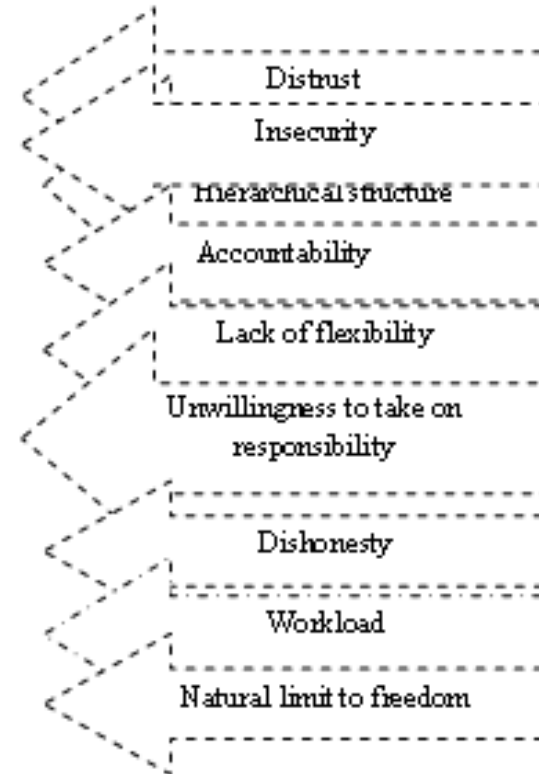 Distrust
Insecurity
Hierarchical structure
Accountability
Lack of flexibility
Unwillingness to take on
responsibility
Dishonesty
Workload
Natural limit to freedom